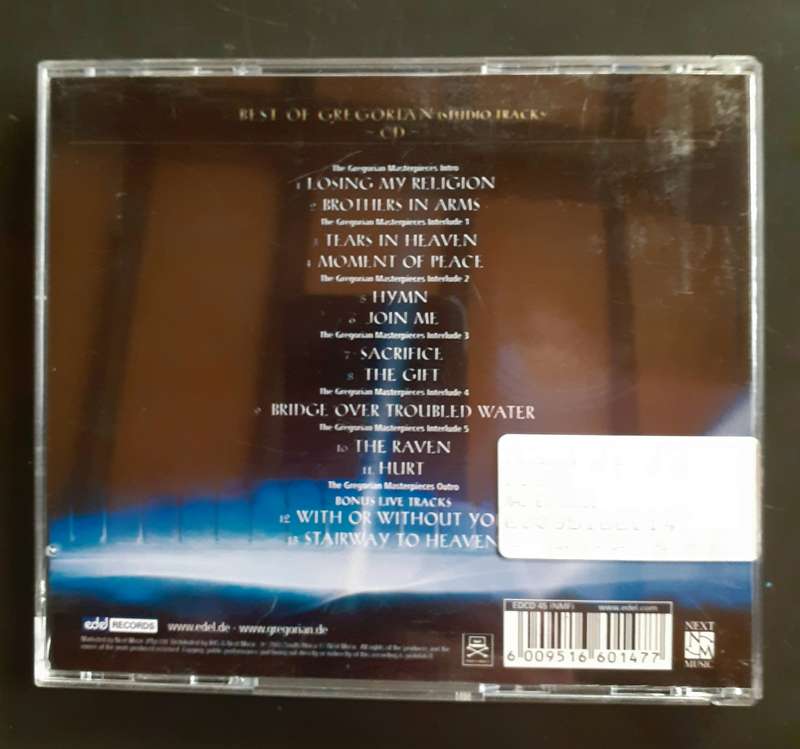 BEST OF GREGORIAN (STUDIO TRACKS)
- CD -
The Gregorian Masterpieces Intro
1 LOSING MY RELIGION
2 BROTHERS IN ARMS
The Gregorian Masterpieces Interlude 1
3 TEARS IN HEAVEN
4 MOMENT OF PEACE
The Gregorian Masterpieces Interlude 2
5 HYMN
6 JOIN ME
The Gregorian Masterpieces Interlude 3
7 SACRIFICE
8 THE GIFT
The Gregorian Masterpieces Interlude 4
9 BRIDGE OVER TROUBLED WATER
The Gregorian Masterpieces Interlude 5
10 THE RAVEN
11 HURT
The Gregorian Masterpieces Outro
BONUS LIVE TRACKS
12 WITH OR WITHOUT YO
13 STAIRWAY TO HEAVEN
EDCD 45 (NMF) www.edel.com
edel RECORDS www.edel.de - www.gregorian.de
6 009516 601477
NEXT
MUSIC